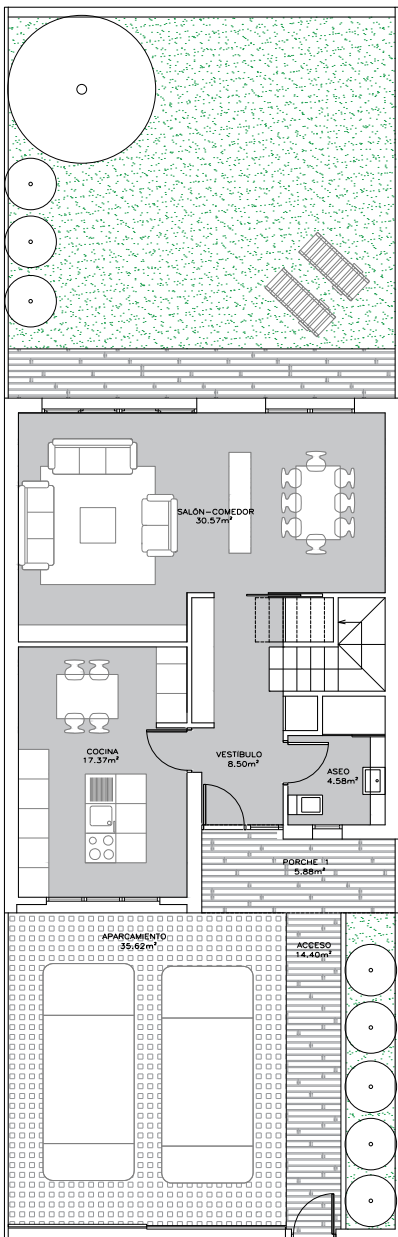 SALÓN-COMEDOR
30.57m²
COCINA
17.37m²
VESTÍBULO
8.50m²
ASEO
4.58m²
PORCHE 1
5.88m²
APARCAMIENTO
35.62m²
ACCESO
14.40m²